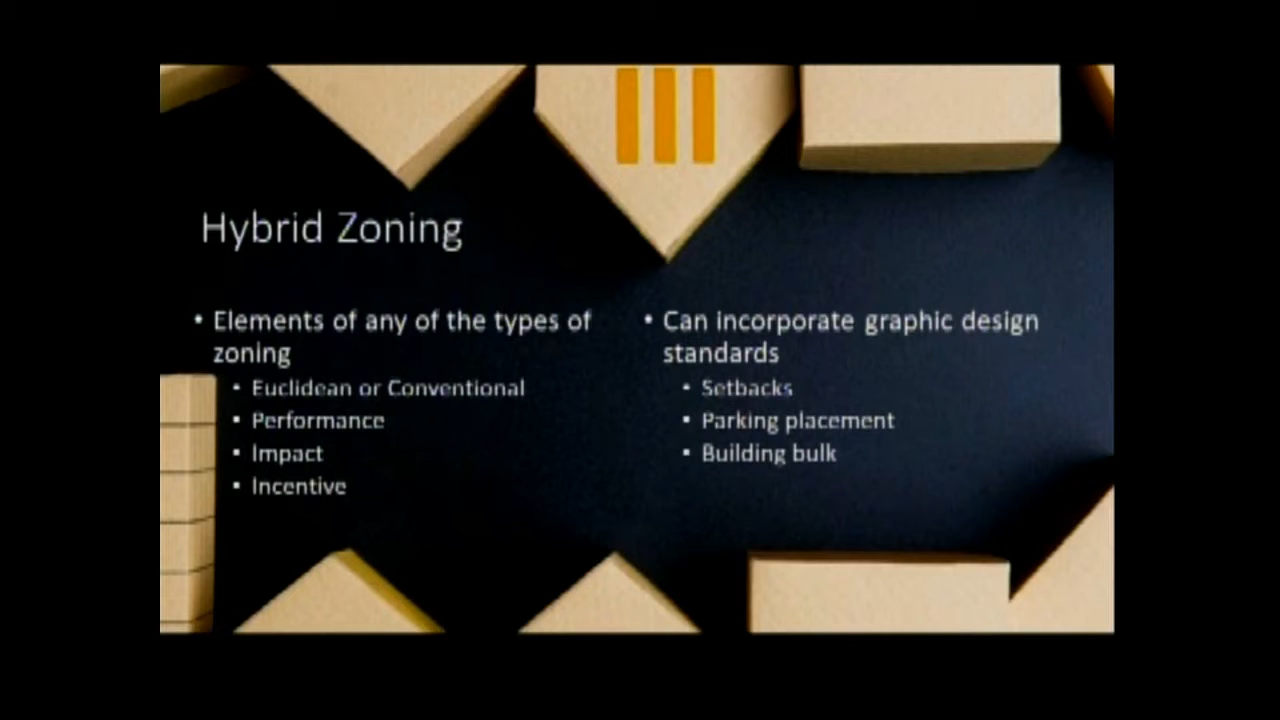 Hybrid Zoning
• Elements of any of the types of
zoning
▪ Euclidean or Conventional
▪ Performance
▪ Impact
▪ Incentive
• Can incorporate graphic design
standards
▪ Setbacks
▪ Parking placement
▪ Building bulk